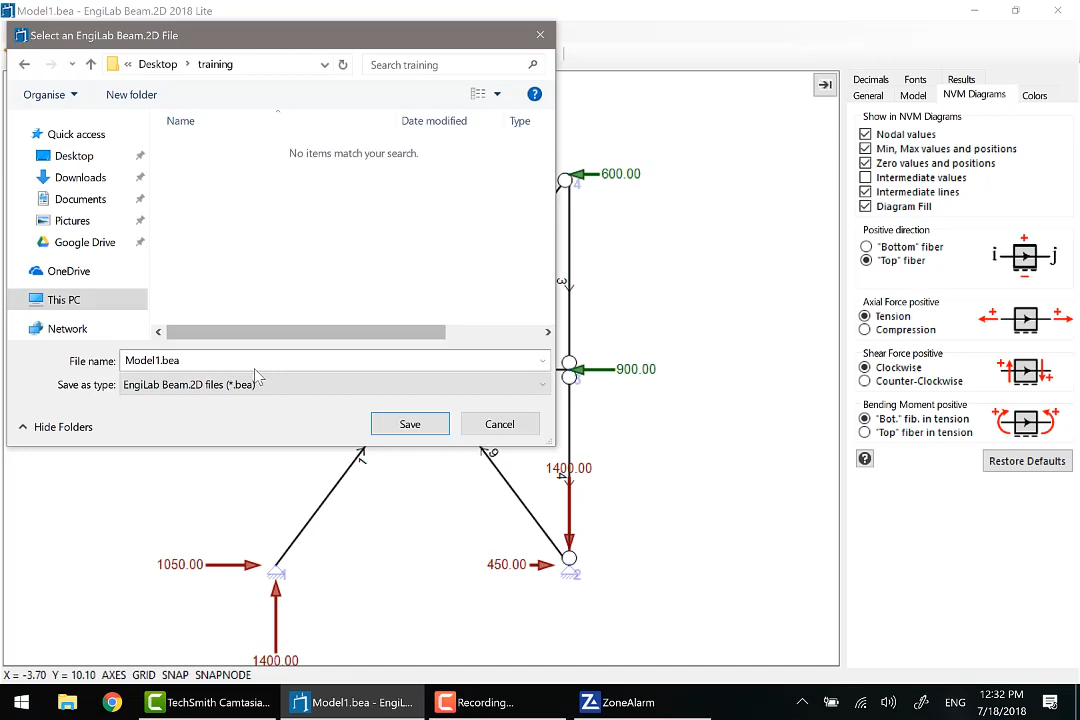 Model1.bea - EngiLab Beam.2D 2018 Lite
Select an EngiLab Beam.2D File
« Desktop › training
Search training
Organise
New folder
Name Date modified Type
No items match your search.
Quick access
Desktop
Downloads
Documents
Pictures
Google Drive
OneDrive
This PC
Network
File name: Model1.bea
Save as type: EngiLab Beam.2D files (*.bea)
Hide Folders
Save
Cancel
600.00
4
3
900.00
1400.00
4
1
6
1050.00
1
450.00
2
1400.00
Decimals Fonts Results
General Model NVM Diagrams Colors
Show in NVM Diagrams
Nodal values
Min, Max values and positions
Zero values and positions
Intermediate values
Intermediate lines
Diagram Fill
Positive direction
"Bottom" fiber
"Top" fiber
i j
+
−
Axial Force positive
Tension
Compression
Shear Force positive
Clockwise
Counter-Clockwise
Bending Moment positive
"Bot." fib. in tension
"Top" fiber in tension
Restore Defaults
X = -3.70 Y = 10.10 AXES GRID SNAP SNAPNODE
TechSmith Camtasia...
Model1.bea - EngiL...
Recording...
ZoneAlarm
ENG
12:32 PM
7/18/2018